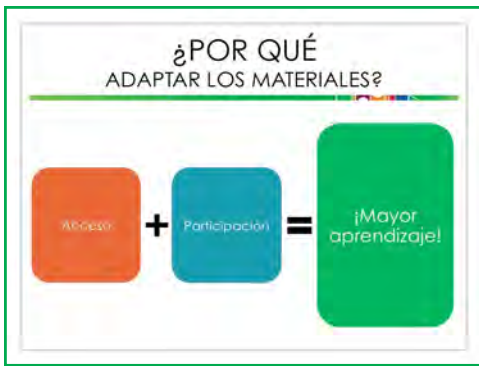 ¿POR QUÉ
ADAPTAR LOS MATERIALES?
Acceso
+
Participación
=
¡Mayor
aprendizaje!